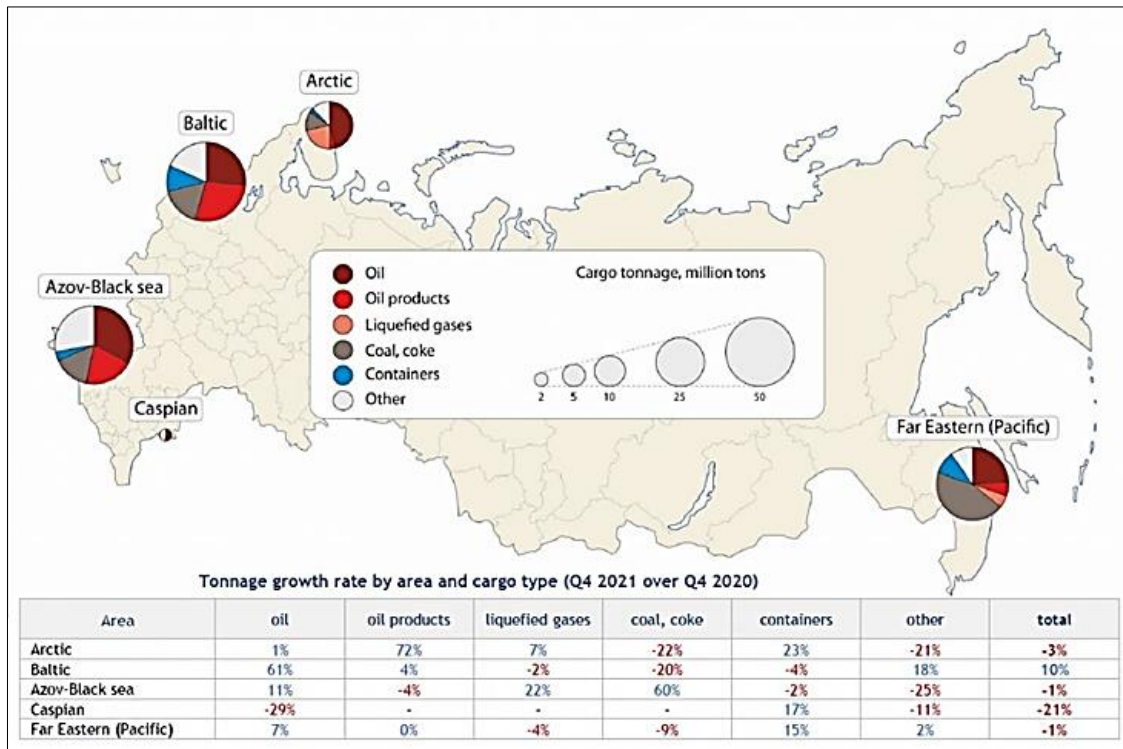 Arctic
Baltic
Azov-Black sea
Caspian
Far Eastern (Pacific)
Oil
Oil products
Liquefied gases
Coal, coke
Containers
Other
Cargo tonnage, million tons
2 5 10 25 50
Tonnage growth rate by area and cargo type (Q4 2021 over Q4 2020)
Area oil oil products liquefied gases coal, coke containers other total
Arctic 1% 72% 7% -22% 23% -21% -3%
Baltic 61% 4% -2% -20% -4% 18% 10%
Azov-Black sea 11% -4% 22% 60% -2% -25% -1%
Caspian -29% - - - 17% -11% -21%
Far Eastern (Pacific) 7% 0% -4% -9% 15% 2% -1%